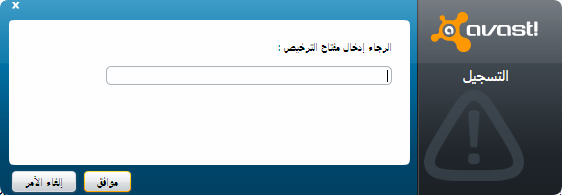 x
avast!
التسجيل
الرجاء إدخال مفتاح الترخيص :
موافق
إلغاء الأمر